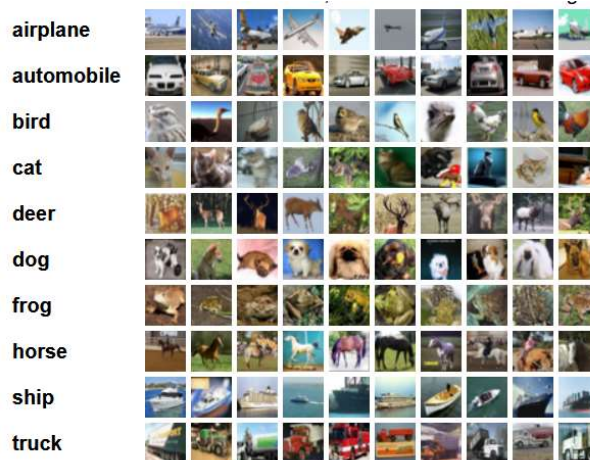 airplane
automobile
bird
cat
deer
dog
frog
horse
ship
truck